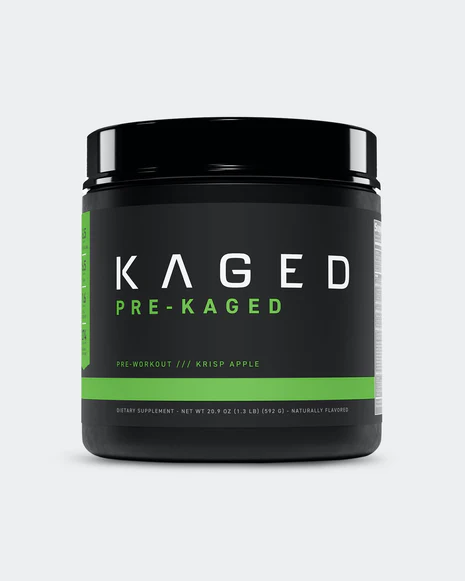 KAGED
PRE-KAGED
PRE-WORKOUT /// KRISP APPLE
DIETARY SUPPLEMENT - NET WT 20.9 OZ (1.3 LB) (592 G) - NATURALLY FLAVORED